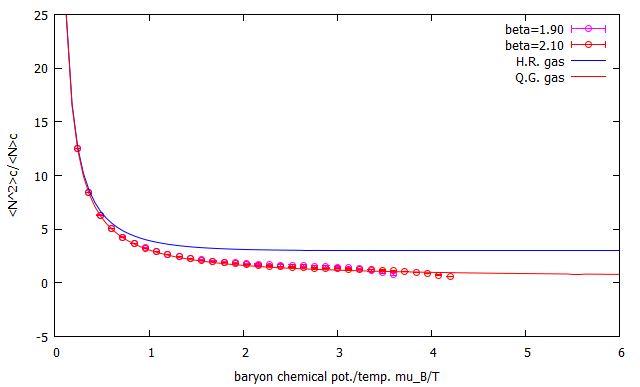 25
20
15
10
5
0
-5
<N^2>c/<N>c
beta=1.90
beta=2.10
H.R. gas
Q.G. gas
0 1 2 3 4 5 6
baryon chemical pot./temp. mu_B/T